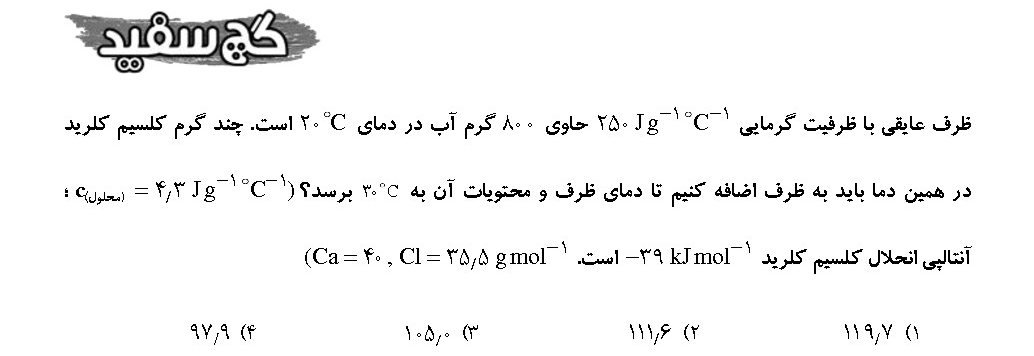 گچ سفید
ظرف عایقی با ظرفیت گرمایی ۲۵۰ J g⁻¹ °C⁻¹ حاوی ۸۰۰ گرم آب در دمای ۲۰°C است. چند گرم کلسیم کلرید
در همین دما باید به ظرف اضافه کنیم تا دمای ظرف و محتویات آن به ۳۰°C برسد؟ (c(محلول) = ۴٫۳ J g⁻¹ °C⁻¹ ؛
آنتالپی انحلال کلسیم کلرید −۳۹ kJ mol⁻¹ است. (Ca = ۴۰ , Cl = ۳۵٫۵ g mol⁻¹
۱) ۱۱۹٫۷ ۲) ۱۱۱٫۶ ۳) ۱۰۵٫۰ ۴) ۹۷٫۹